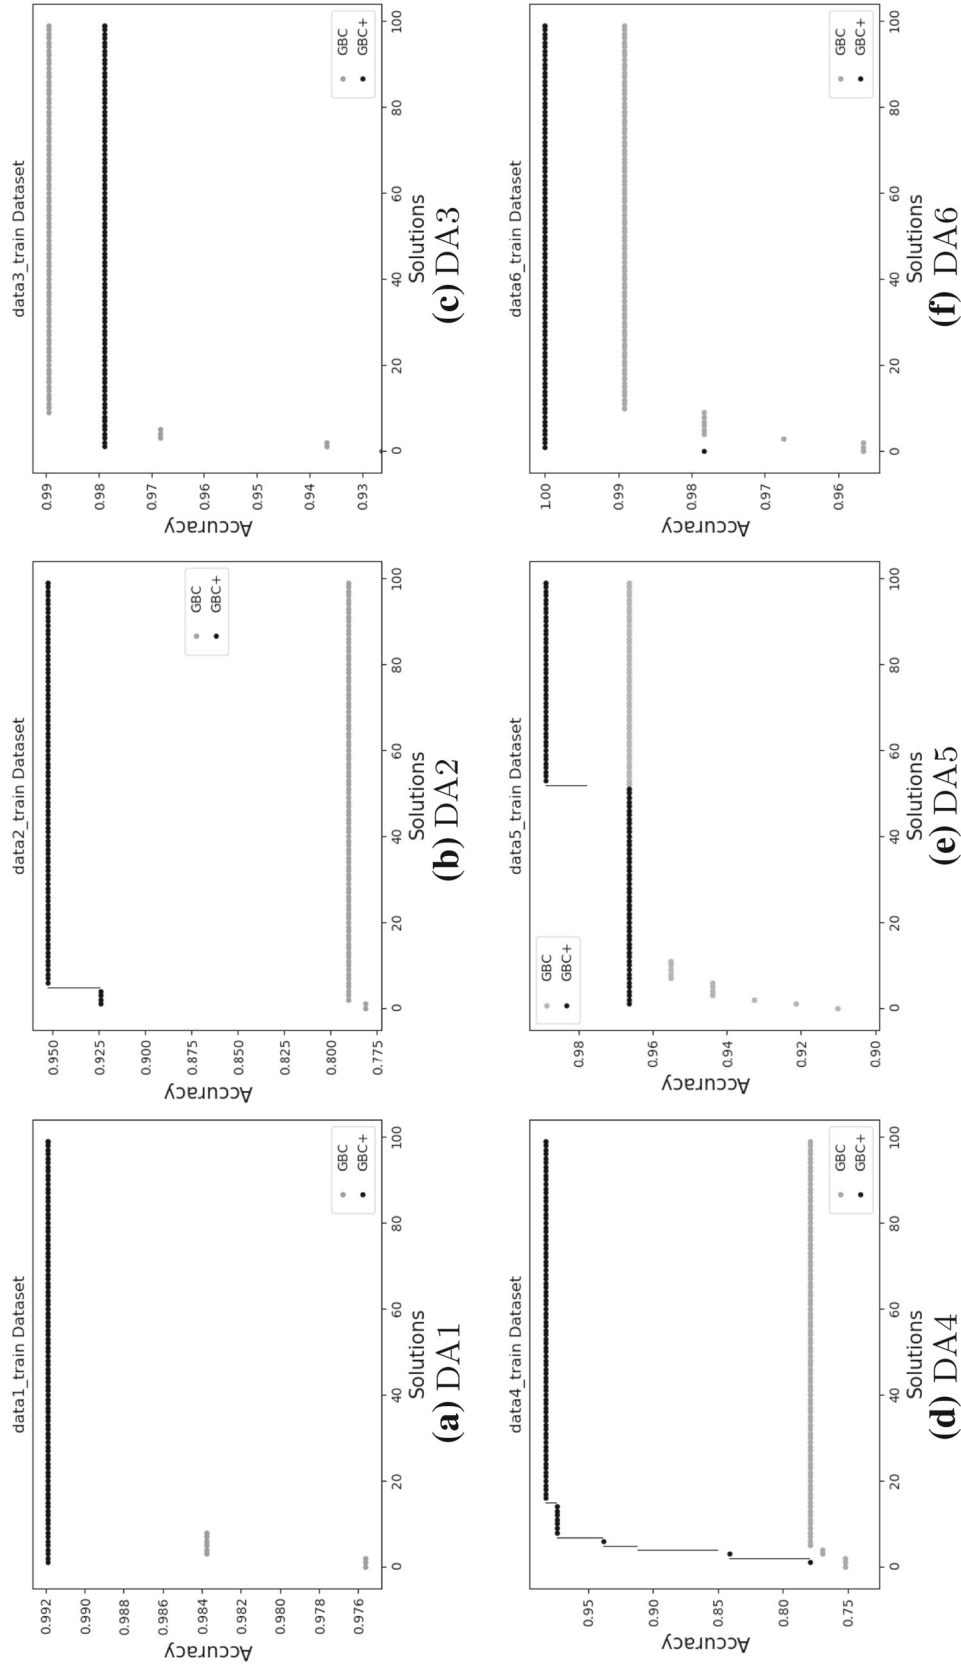 data1_train Dataset
Accuracy
0.992
0.990
0.988
0.986
0.984
0.982
0.980
0.978
0.976
GBC
GBC+
0 20 40 60 80 100
Solutions
(a) DA1
data2_train Dataset
Accuracy
0.950
0.925
0.900
0.875
0.850
0.825
0.800
0.775
GBC
GBC+
0 20 40 60 80 100
Solutions
(b) DA2
data3_train Dataset
Accuracy
0.99
0.98
0.97
0.96
0.95
0.94
0.93
GBC
GBC+
0 20 40 60 80 100
Solutions
(c) DA3
data4_train Dataset
Accuracy
0.95
0.90
0.85
0.80
0.75
GBC
GBC+
0 20 40 60 80 100
Solutions
(d) DA4
data5_train Dataset
Accuracy
0.98
0.96
0.94
0.92
0.90
GBC
GBC+
0 20 40 60 80 100
Solutions
(e) DA5
data6_train Dataset
Accuracy
1.00
0.99
0.98
0.97
0.96
GBC
GBC+
0 20 40 60 80 100
Solutions
(f) DA6